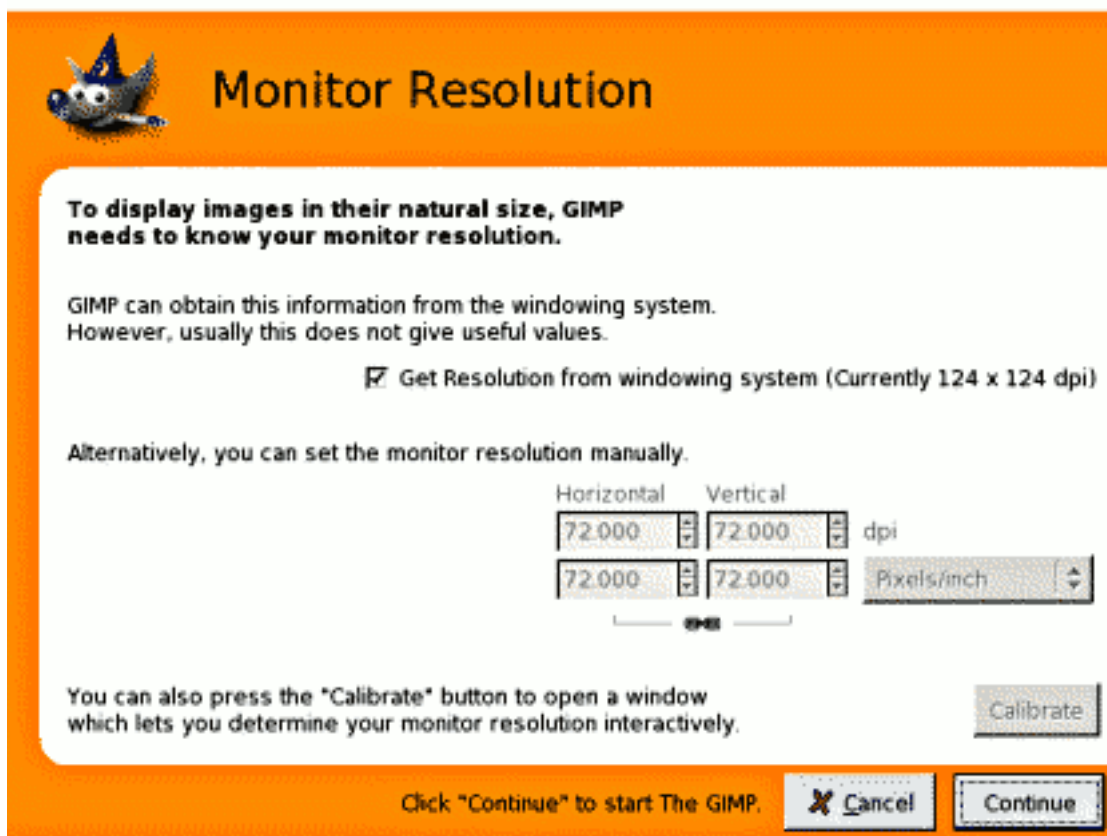 Monitor Resolution
To display images in their natural size, GIMP
needs to know your monitor resolution.
GIMP can obtain this information from the windowing system.
However, usually this does not give useful values.
Get Resolution from windowing system (Currently 124 x 124 dpi)
Alternatively, you can set the monitor resolution manually.
Horizontal Vertical
72.000 72.000 dpi
72.000 72.000 Pixels/inch
You can also press the "Calibrate" button to open a window
which lets you determine your monitor resolution interactively.
Calibrate
Click "Continue" to start The GIMP.
Cancel
Continue